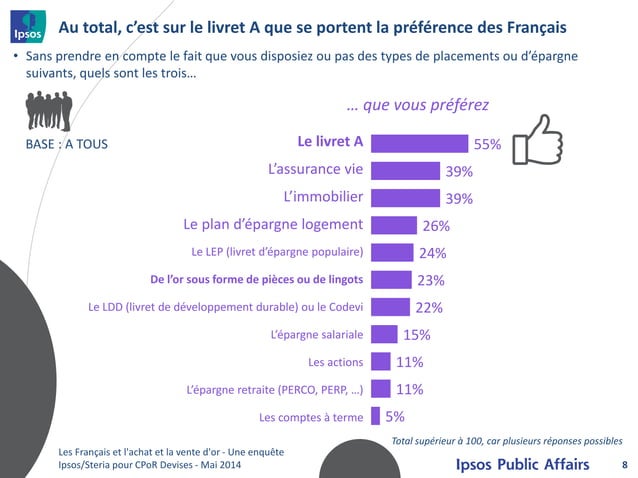 Ipsos
Au total, c’est sur le livret A que se portent la préférence des Français
• Sans prendre en compte le fait que vous disposiez ou pas des types de placements ou d’épargne
suivants, quels sont les trois…
… que vous préférez
BASE : A TOUS
Le livret A 55%
L’assurance vie 39%
L’immobilier 39%
Le plan d’épargne logement 26%
Le LEP (livret d’épargne populaire) 24%
De l’or sous forme de pièces ou de lingots 23%
Le LDD (livret de développement durable) ou le Codevi 22%
L’épargne salariale 15%
Les actions 11%
L’épargne retraite (PERCO, PERP, …) 11%
Les comptes à terme 5%
Total supérieur à 100, car plusieurs réponses possibles
Les Français et l'achat et la vente d'or - Une enquête
Ipsos/Steria pour CPoR Devises - Mai 2014
Ipsos Public Affairs
8